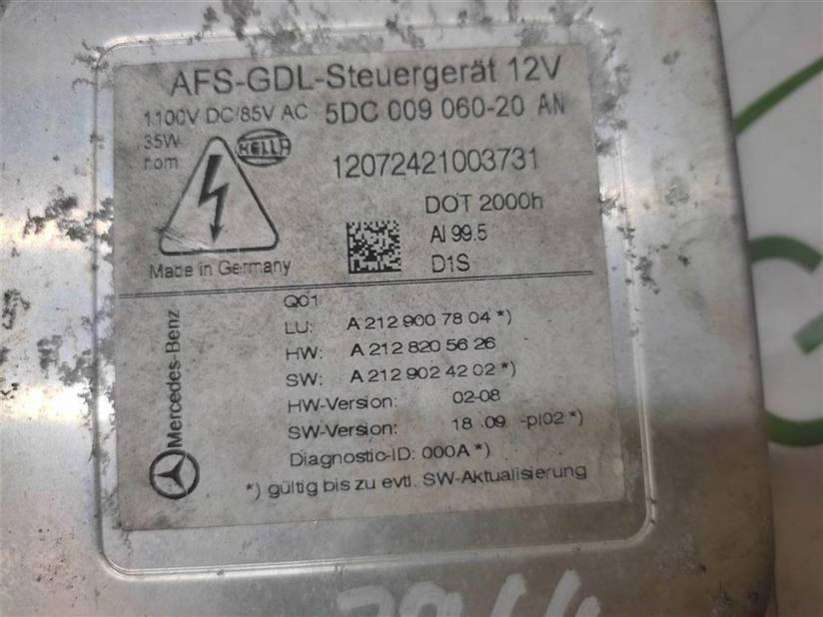 AFS-GDL-Steuergerät 12V
1100V DC/85V AC 5DC 009 060-20 AN
35W
nom
HELLA
12072421003731
DOT 2000h
Al 99.5
D1S
Made in Germany
Q01
LU: A 212 900 78 04 *)
HW: A 212 820 56 26
SW: A 212 902 42 02 *)
HW-Version: 02-08
SW-Version: 18 .09 -pl02 *)
Diagnostic-ID: 000A *)
*) gültig bis zu evtl. SW-Aktualisierung
Mercedes-Benz